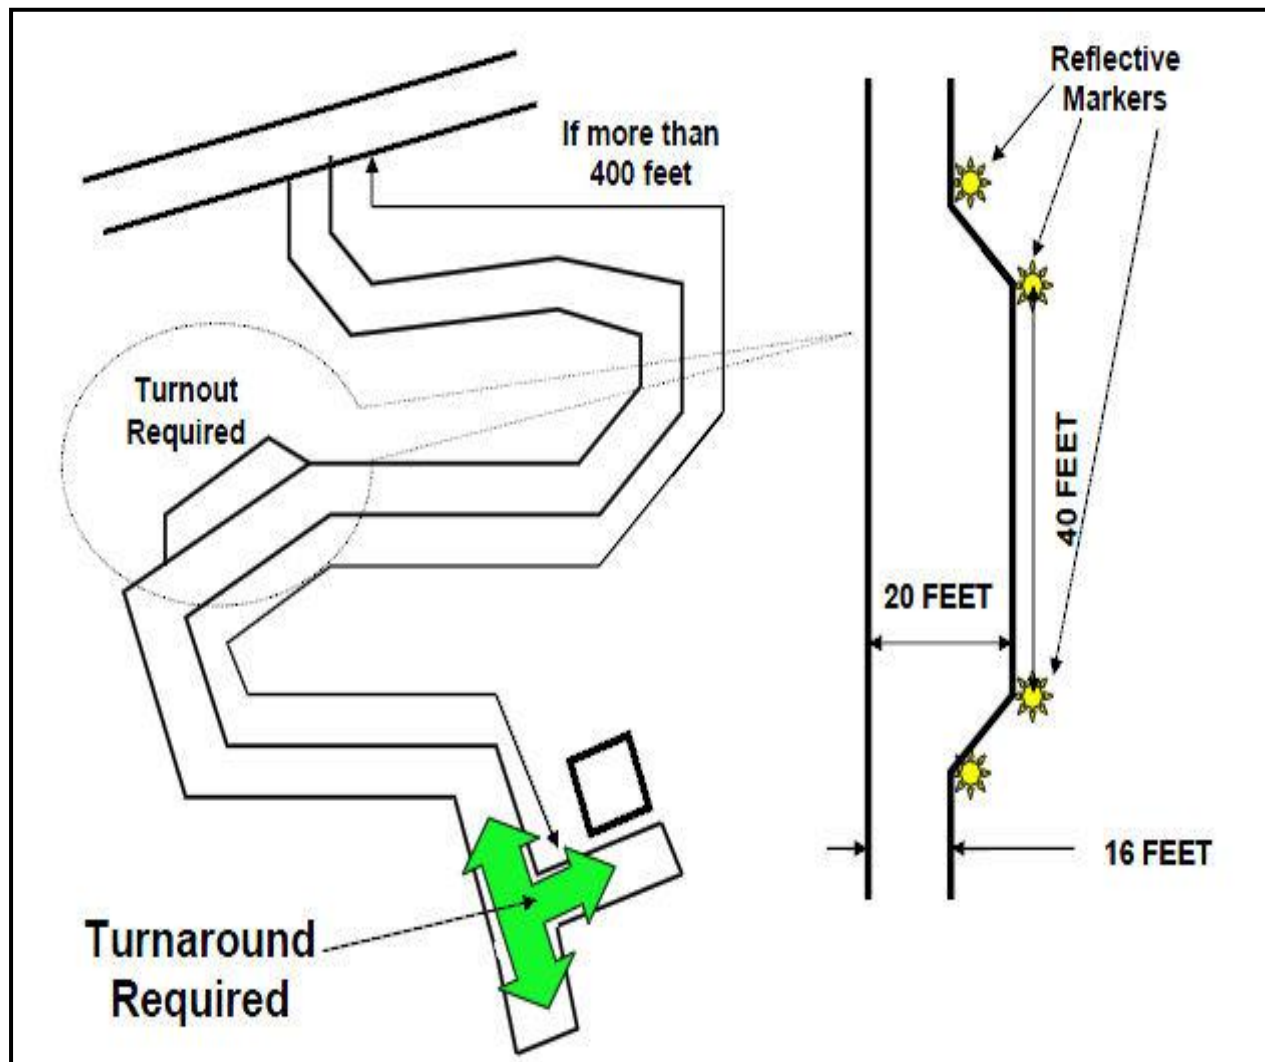 If more than
400 feet
Turnout
Required
Turnaround
Required
Reflective
Markers
40 FEET
20 FEET
16 FEET